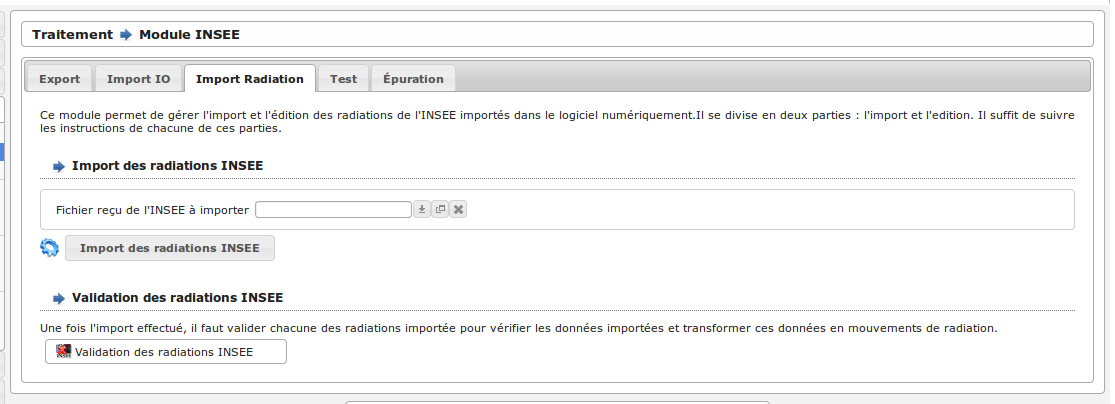 Traitement Module INSEE
Export Import IO Import Radiation Test Épuration
Ce module permet de gérer l'import et l'édition des radiations de l'INSEE importés dans le logiciel numériquement.Il se divise en deux parties : l'import et l'edition. Il suffit de suivre
les instructions de chacune de ces parties.
Import des radiations INSEE
Fichier reçu de l'INSEE à importer
Import des radiations INSEE
Validation des radiations INSEE
Une fois l'import effectué, il faut valider chacune des radiations importée pour vérifier les données importées et transformer ces données en mouvements de radiation.
Validation des radiations INSEE